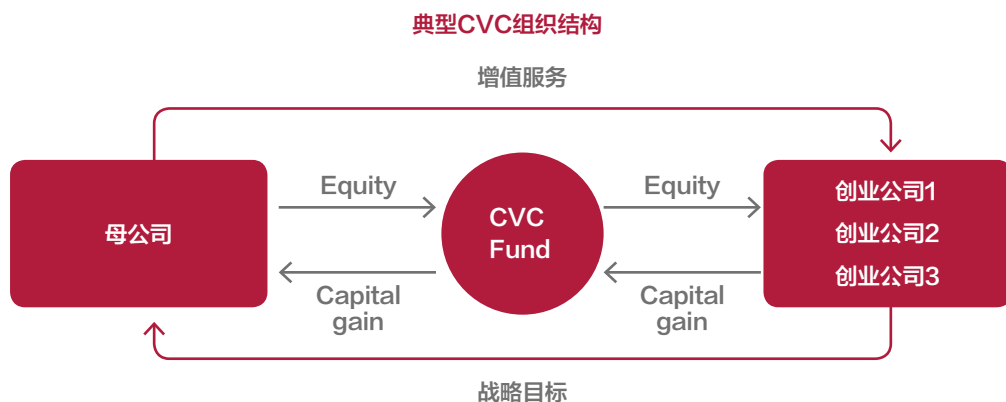 典型CVC组织结构
增值服务
母公司
Equity
Capital
gain
CVC
Fund
Equity
Capital
gain
创业公司1
创业公司2
创业公司3
战略目标